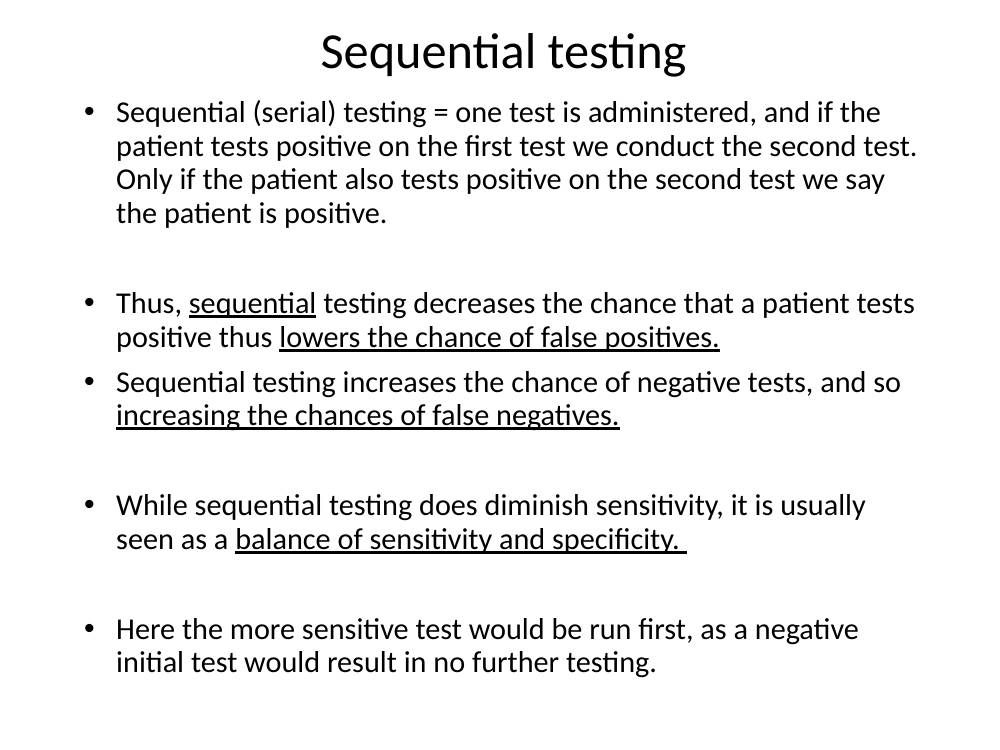 Sequential testing
• Sequential (serial) testing = one test is administered, and if the
patient tests positive on the first test we conduct the second test.
Only if the patient also tests positive on the second test we say
the patient is positive.
• Thus, sequential testing decreases the chance that a patient tests
positive thus lowers the chance of false positives.
• Sequential testing increases the chance of negative tests, and so
increasing the chances of false negatives.
• While sequential testing does diminish sensitivity, it is usually
seen as a balance of sensitivity and specificity.
• Here the more sensitive test would be run first, as a negative
initial test would result in no further testing.